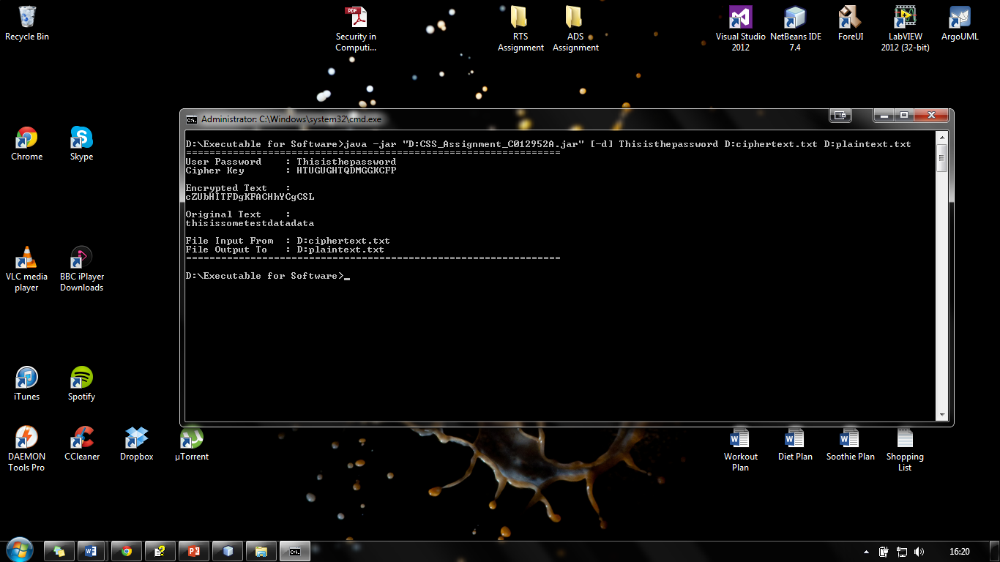 Recycle Bin
Security in
Computi...
RTS
Assignment
ADS
Assignment
Visual Studio
2012
NetBeans IDE
7.4
ForeUI
LabVIEW
2012 (32-bit)
ArgoUML
Chrome
Skype
VLC media
player
BBC iPlayer
Downloads
iTunes
Spotify
DAEMON
Tools Pro
CCleaner
Dropbox
µTorrent
Administrator: C:\Windows\system32\cmd.exe
D:\Executable for Software>java -jar "D:CSS_Assignment_C012952A.jar" [-d] Thisisthepassword D:ciphertext.txt D:plaintext.txt
================================================================
User Password    : Thisisthepassword
Cipher Key       : HTUGUGHTQDMGGKCFP
Encrypted Text   :
cZUbHITFDgKFACHhYCgCSL
Original Text    :
thisissometestdatadata
File Input From  : D:ciphertext.txt
File Output To   : D:plaintext.txt
================================================================
D:\Executable for Software>_
Workout
Plan
Diet Plan
Soothie Plan
Shopping
List
16:20